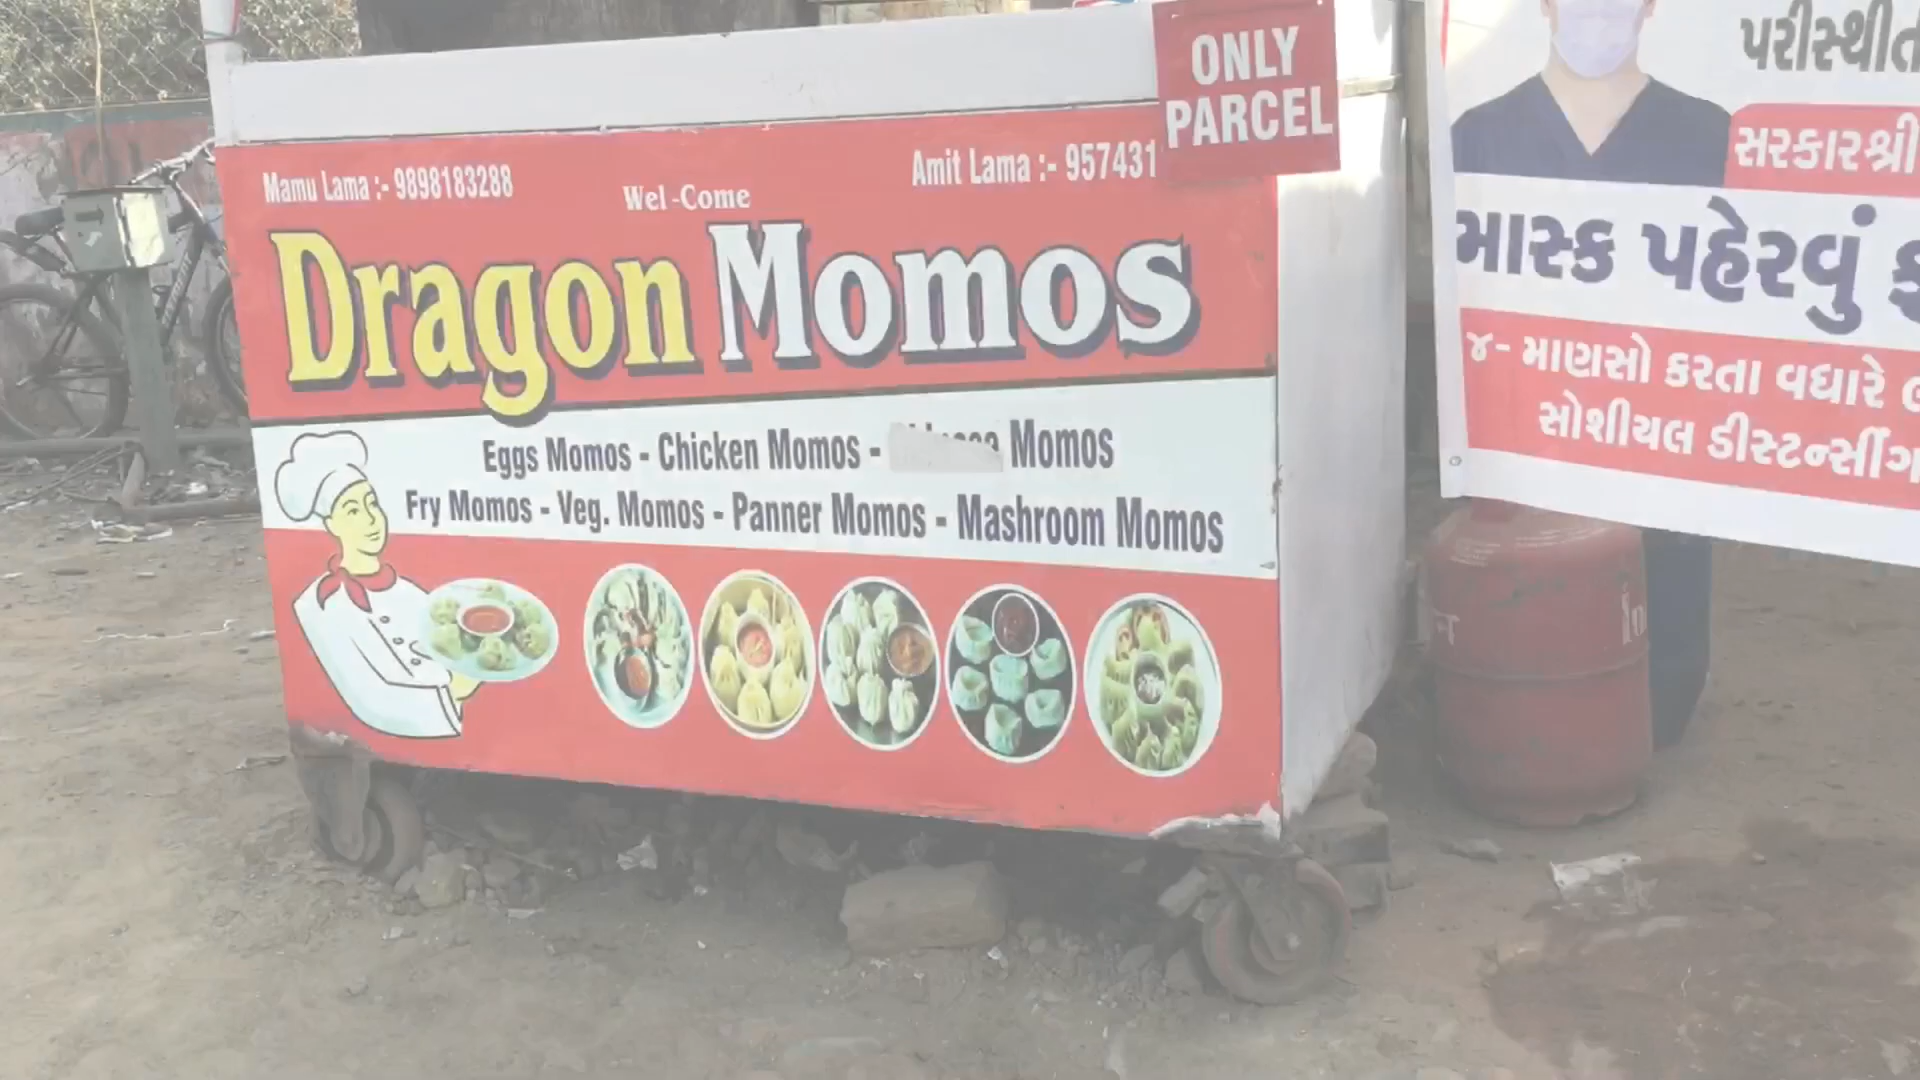 ONLY
PARCEL
Mamu Lama :- 9898183288
Amit Lama :- 957431
Wel-Come
Dragon Momos
Eggs Momos - Chicken Momos - Momos
Fry Momos - Veg. Momos - Panner Momos - Mashroom Momos
સરકારશ્રી
માસ્ક પહેરવું
૪- માણસો કરતા વધારે
સોશીયલ ડીસ્ટન્સીંગ